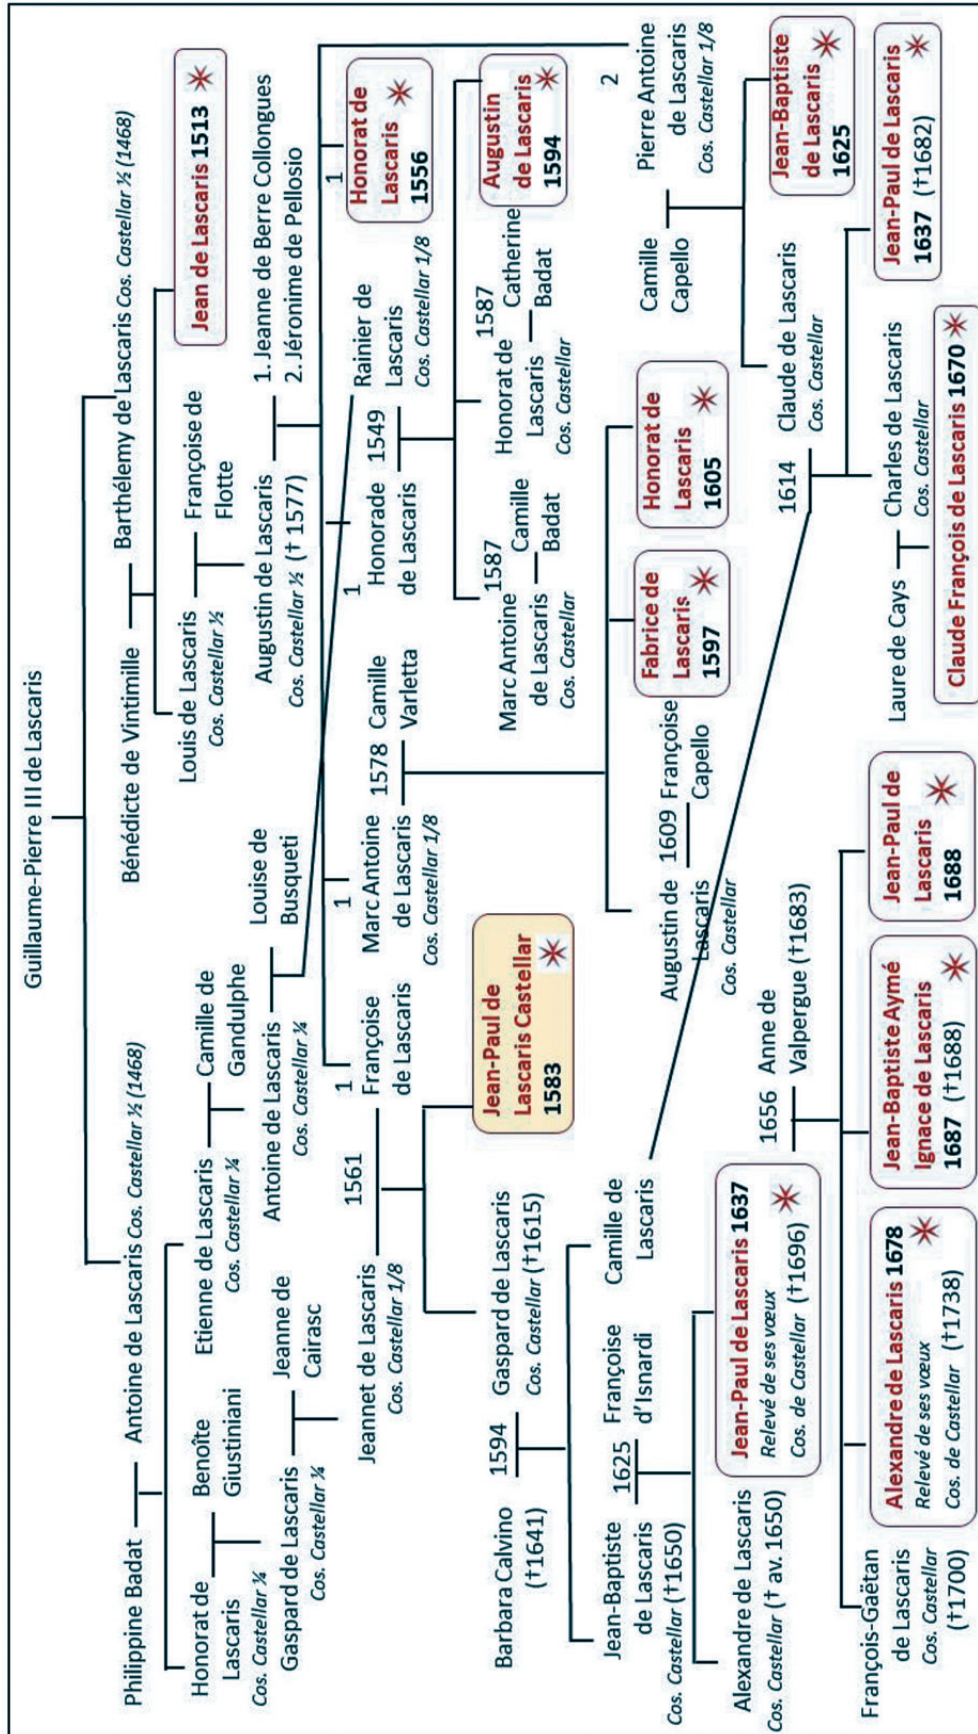 Guillaume-Pierre III de Lascaris
Philippine Badat
Antoine de Lascaris Cos. Castellar ½ (1468)
Bénédicte de Vintimille
Barthélemy de Lascaris Cos. Castellar ½ (1468)
Honorat de
Lascaris
Cos. Castellar ¼
Benoîte
Giustiniani
Etienne de Lascaris
Cos. Castellar ¼
Camille de
Gandulphe
Louis de Lascaris
Cos. Castellar ½
Françoise de
Flotte
Jean de Lascaris 1513
Gaspard de Lascaris
Cos. Castellar ¼
Jeanne de
Cairasc
Antoine de Lascaris
Cos. Castellar ¼
Louise de
Busqueti
Augustin de Lascaris
Cos. Castellar ½ († 1577)
1. Jeanne de Berre Collongues
2. Jéronime de Pellosio
Jeannet de Lascaris
Cos. Castellar 1/8
1561
1
Françoise
de Lascaris
1
Marc Antoine
de Lascaris
Cos. Castellar 1/8
1578
Camille
Varletta
1
Honorade
de Lascaris
1549
Rainier de
Lascaris
Cos. Castellar 1/8
1
Honorat de
Lascaris
1556
2
Pierre Antoine
de Lascaris
Cos. Castellar 1/8
Camille
Capello
Barbara Calvino
(†1641)
1594
Gaspard de Lascaris
Cos. Castellar (†1615)
Jean-Paul de
Lascaris Castellar
1583
Marc Antoine
de Lascaris
Cos. Castellar
1587
Camille
Badat
Honorat de
Lascaris
Cos. Castellar
1587
Catherine
Badat
Augustin
de Lascaris
1594
Augustin de
Lascaris
Cos. Castellar
1609
Françoise
Capello
Fabrice de
Lascaris
1597
Honorat de
Lascaris
1605
Claude de Lascaris
Cos. Castellar
1614
Jean-Baptiste
de Lascaris
1625
Jean-Baptiste
de Lascaris
Cos. Castellar (†1650)
1625
Françoise
d’Isnardi
Camille de
Lascaris
Laure de Cays
Charles de Lascaris
Cos. Castellar
Jean-Paul de Lascaris
1637 (†1682)
Alexandre de Lascaris
Cos. Castellar († av. 1650)
Jean-Paul de Lascaris 1637
Relevé de ses vœux
Cos. de Castellar (†1696)
1656
Anne de
Valpergue (†1683)
Claude François de Lascaris 1670
François-Gaëtan
de Lascaris
Cos. Castellar
(†1700)
Alexandre de Lascaris 1678
Relevé de ses vœux
Cos. de Castellar (†1738)
Jean-Baptiste Aymé
Ignace de Lascaris
1687 (†1688)
Jean-Paul de
Lascaris
1688